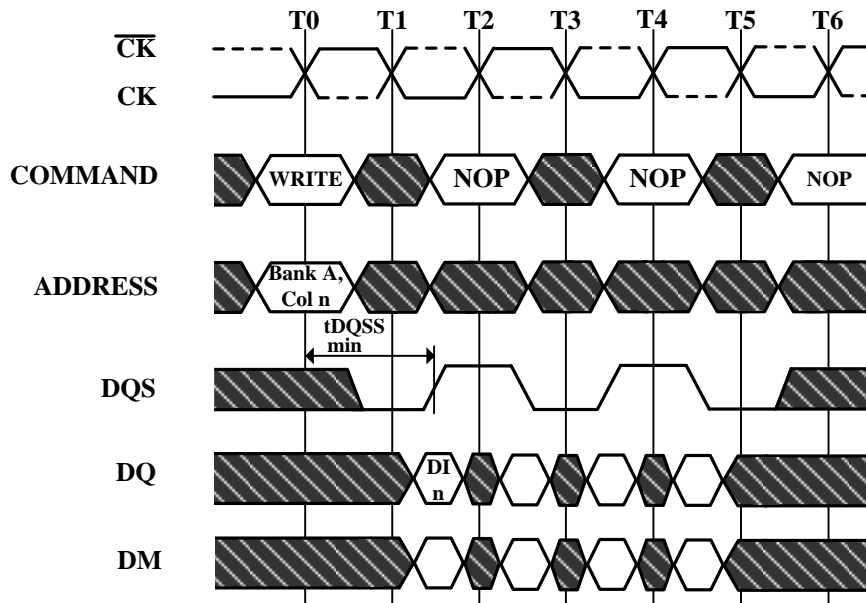 T0 T1 T2 T3 T4 T5 T6
CK
CK
COMMAND WRITE NOP NOP NOP
ADDRESS Bank A,
Col n
tDQSS
min
DQS
DQ DI
n
DM